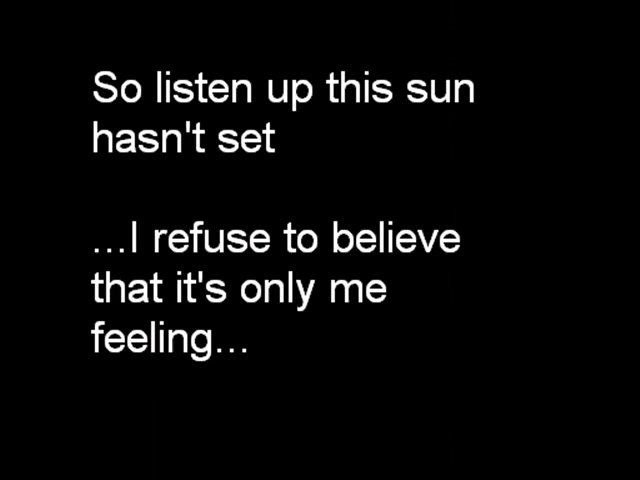 So listen up this sun
hasn't set
...I refuse to believe
that it's only me
feeling...